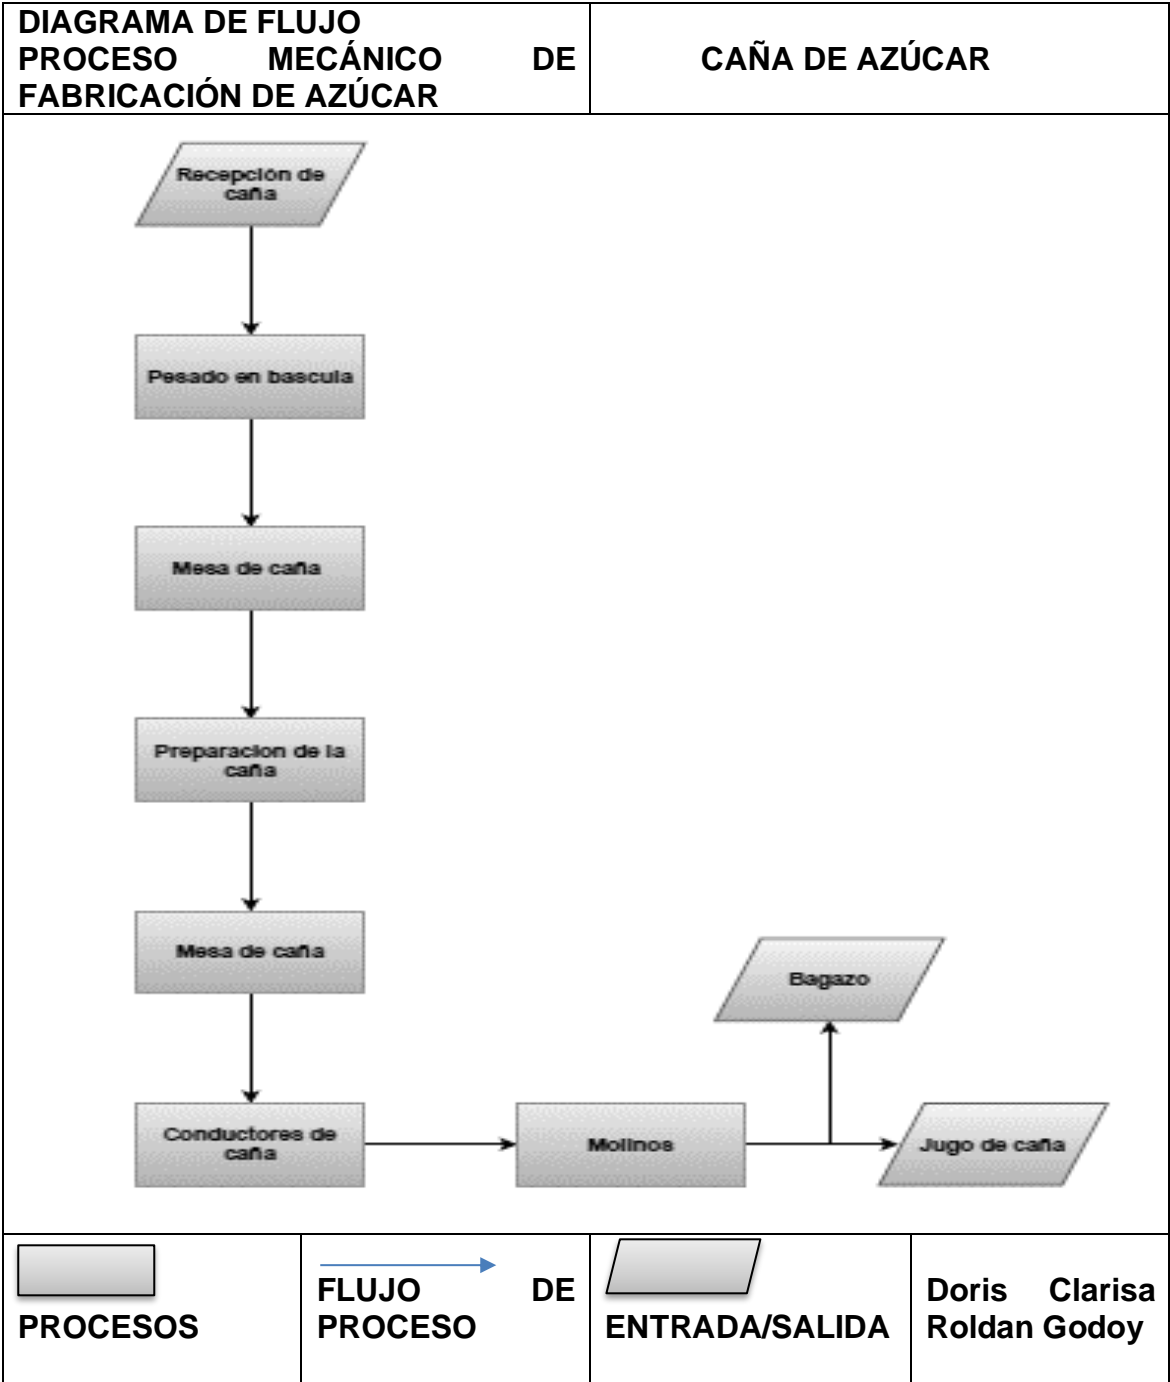 DIAGRAMA DE FLUJO
PROCESO MECÁNICO DE
FABRICACIÓN DE AZÚCAR
CAÑA DE AZÚCAR
Recepción de
caña
Pesado en bascula
Mesa de caña
Preparacion de la
caña
Mesa de caña
Conductores de
caña
Molinos
Bagazo
Jugo de caña
PROCESOS
FLUJO DE
PROCESO
ENTRADA/SALIDA
Doris Clarisa
Roldan Godoy